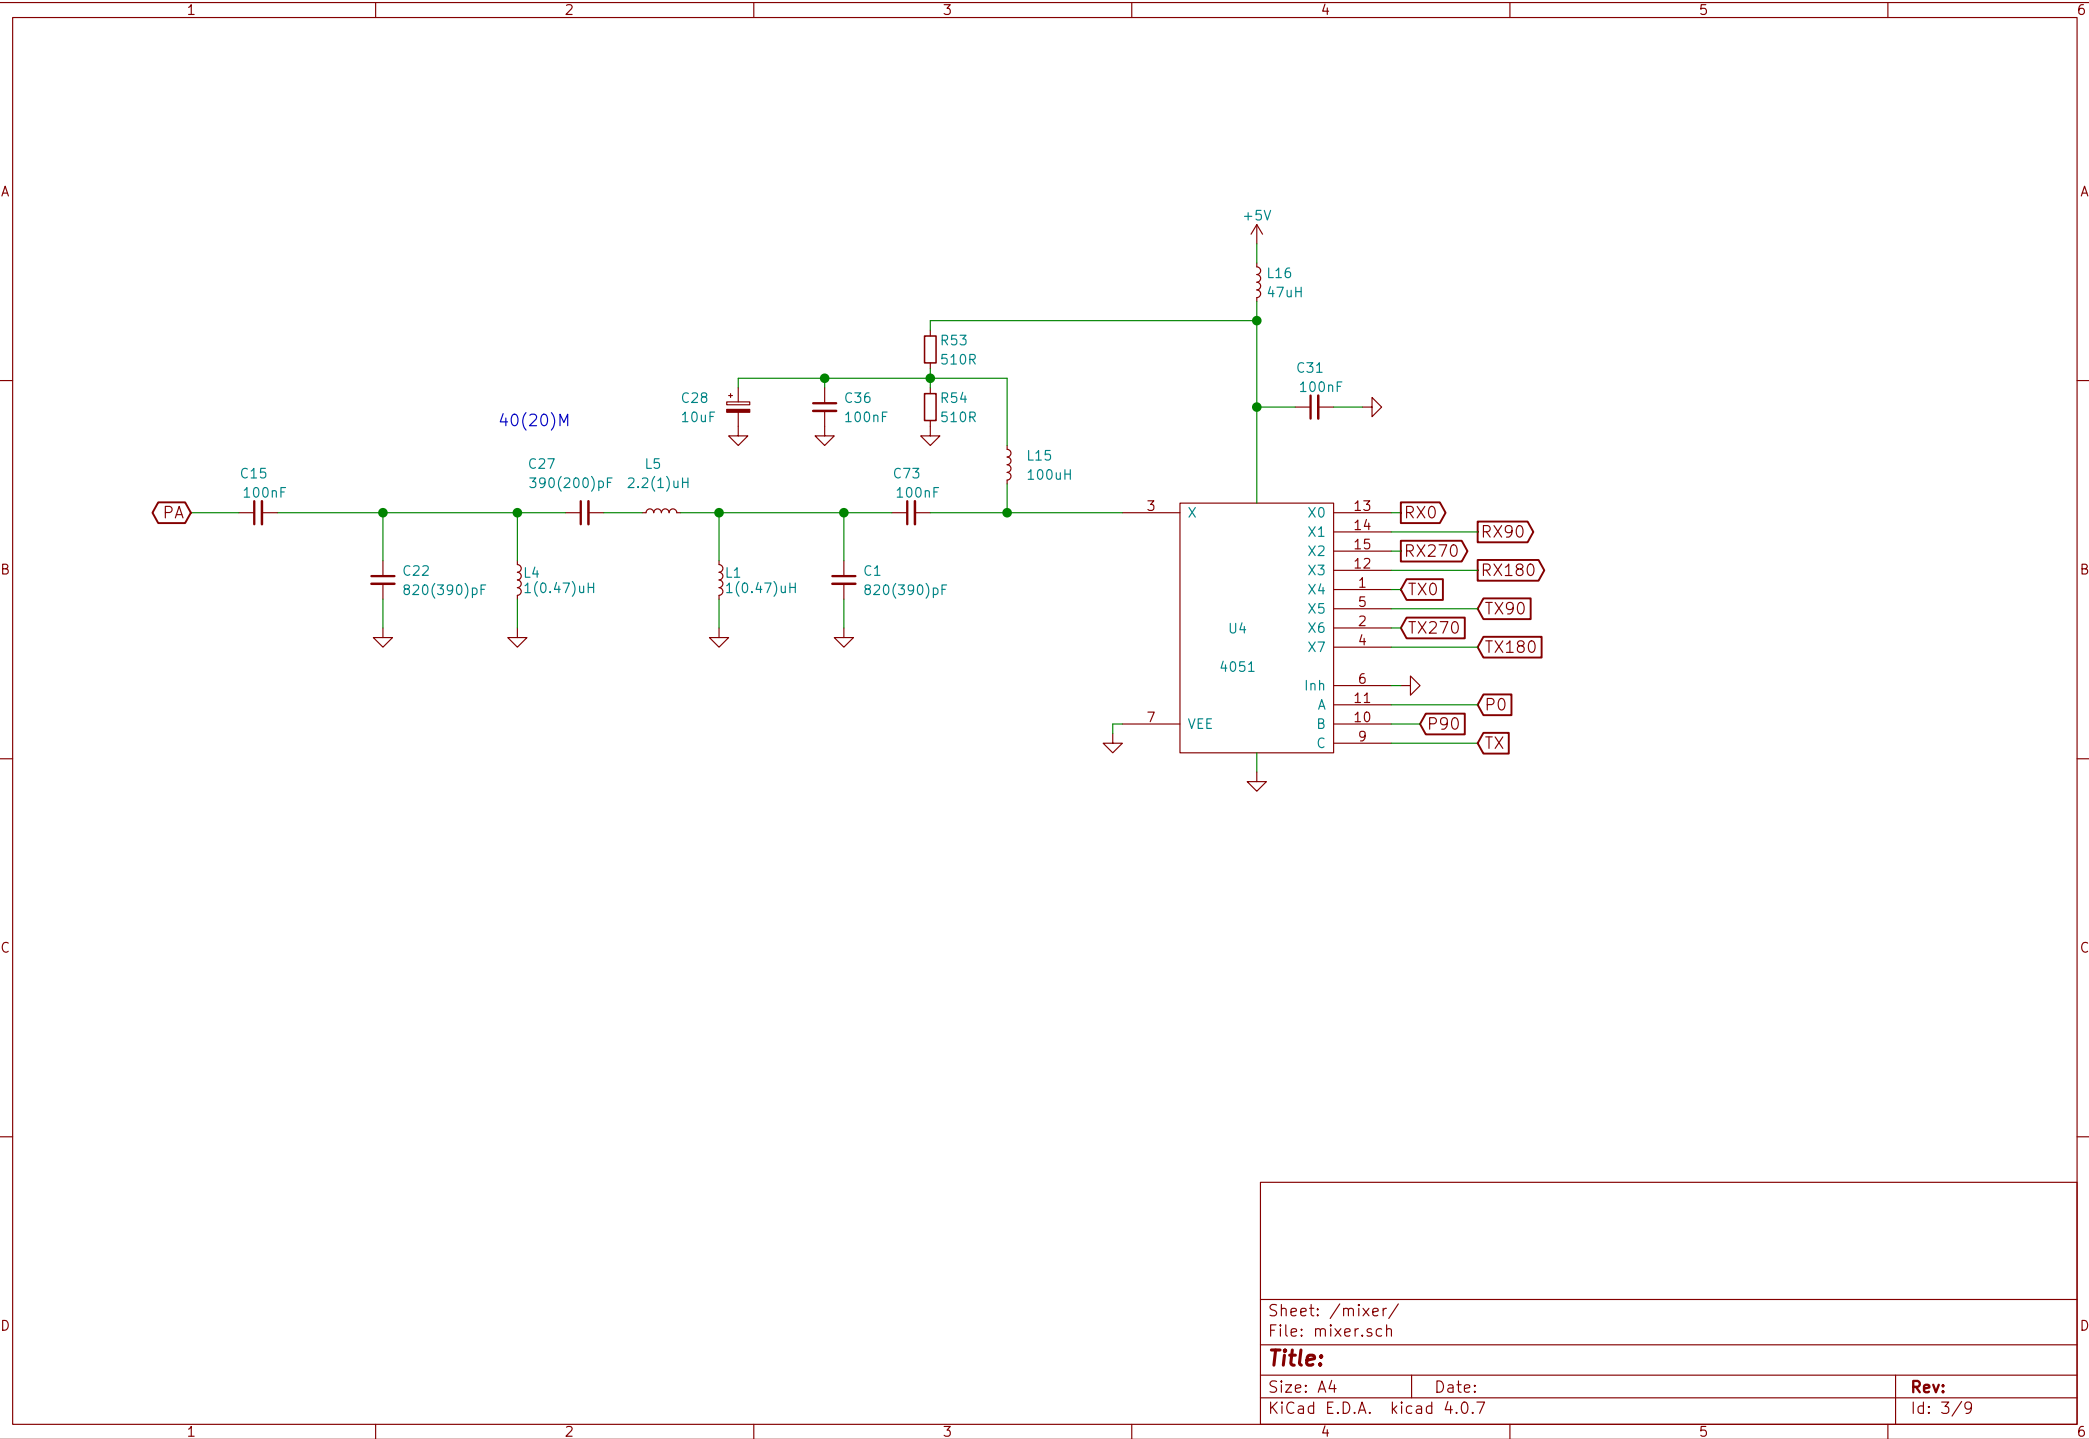 1 2 3 4 5 6
A A
+5V
L16
47uH
R53
510R
C31
100nF
C28
10uF
+
C36
100nF
R54
510R
40(20)M
C15
100nF
C27
390(200)pF
L5
2.2(1)uH
C73
100nF
L15
100uH
PA
3 X
X0 13 RX0
X1 14 RX90
X2 15 RX270
X3 12 RX180
X4 1 TX0
X5 5 TX90
X6 2 TX270
X7 4 TX180
B B
C22
820(390)pF
L4
1(0.47)uH
L1
1(0.47)uH
C1
820(390)pF
U4
4051
Inh 6
A 11 P0
7 VEE
B 10 P90
C 9 TX
C C
Sheet: /mixer/
File: mixer.sch
D D
Title:
Size: A4 Date: Rev:
KiCad E.D.A. kicad 4.0.7 Id: 3/9
1 2 3 4 5 6